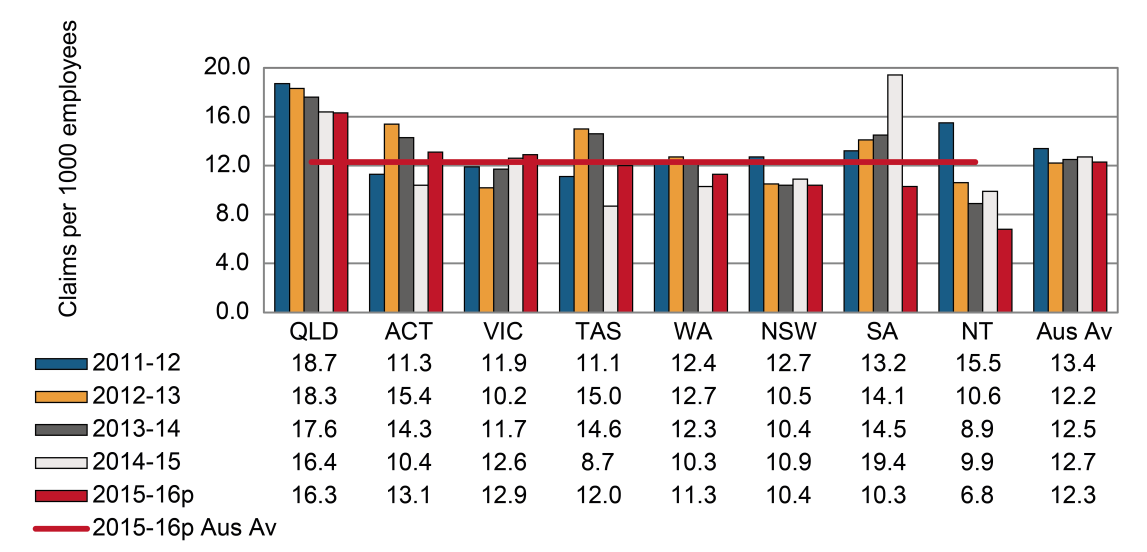 Claims per 1000 employees
20.0
16.0
12.0
8.0
4.0
0.0
QLD ACT VIC TAS WA NSW SA NT Aus Av
2011-12 18.7 11.3 11.9 11.1 12.4 12.7 13.2 15.5 13.4
2012-13 18.3 15.4 10.2 15.0 12.7 10.5 14.1 10.6 12.2
2013-14 17.6 14.3 11.7 14.6 12.3 10.4 14.5 8.9 12.5
2014-15 16.4 10.4 12.6 8.7 10.3 10.9 19.4 9.9 12.7
2015-16p 16.3 13.1 12.9 12.0 11.3 10.4 10.3 6.8 12.3
2015-16p Aus Av